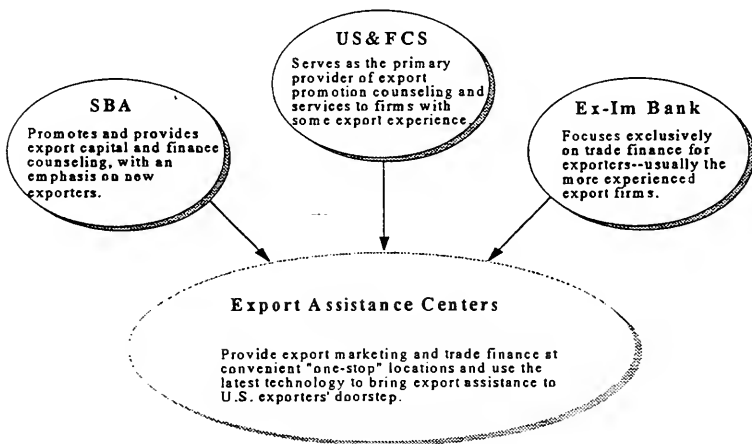 US&FCS
Serves as the primary
provider of export
promotion counseling and
services to firms with
some export experience.
SBA
Promotes and provides
export capital and finance
counseling, with an
emphasis on new
exporters.
Ex-Im Bank
Focuses exclusively
on trade finance for
exporters--usually the
more experienced
export firms.
Export Assistance Centers
Provide export marketing and trade finance at
convenient "one-stop" locations and use the
latest technology to bring export assistance to
U.S. exporters' doorstep.